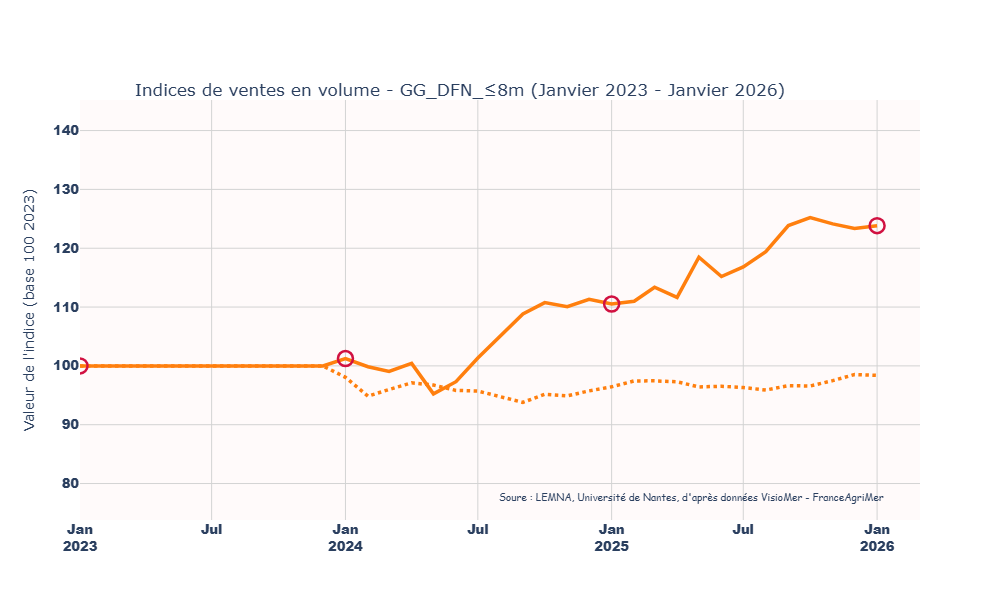 Indices de ventes en volume - GG_DFN_≤8m (Janvier 2023 - Janvier 2026)
Valeur de l'indice (base 100 2023)
140
130
120
110
100
90
80
Soure : LEMNA, Université de Nantes, d'après données VisioMer - FranceAgriMer
Jan Jul Jan Jul Jan Jul Jan
2023 2024 2025 2026